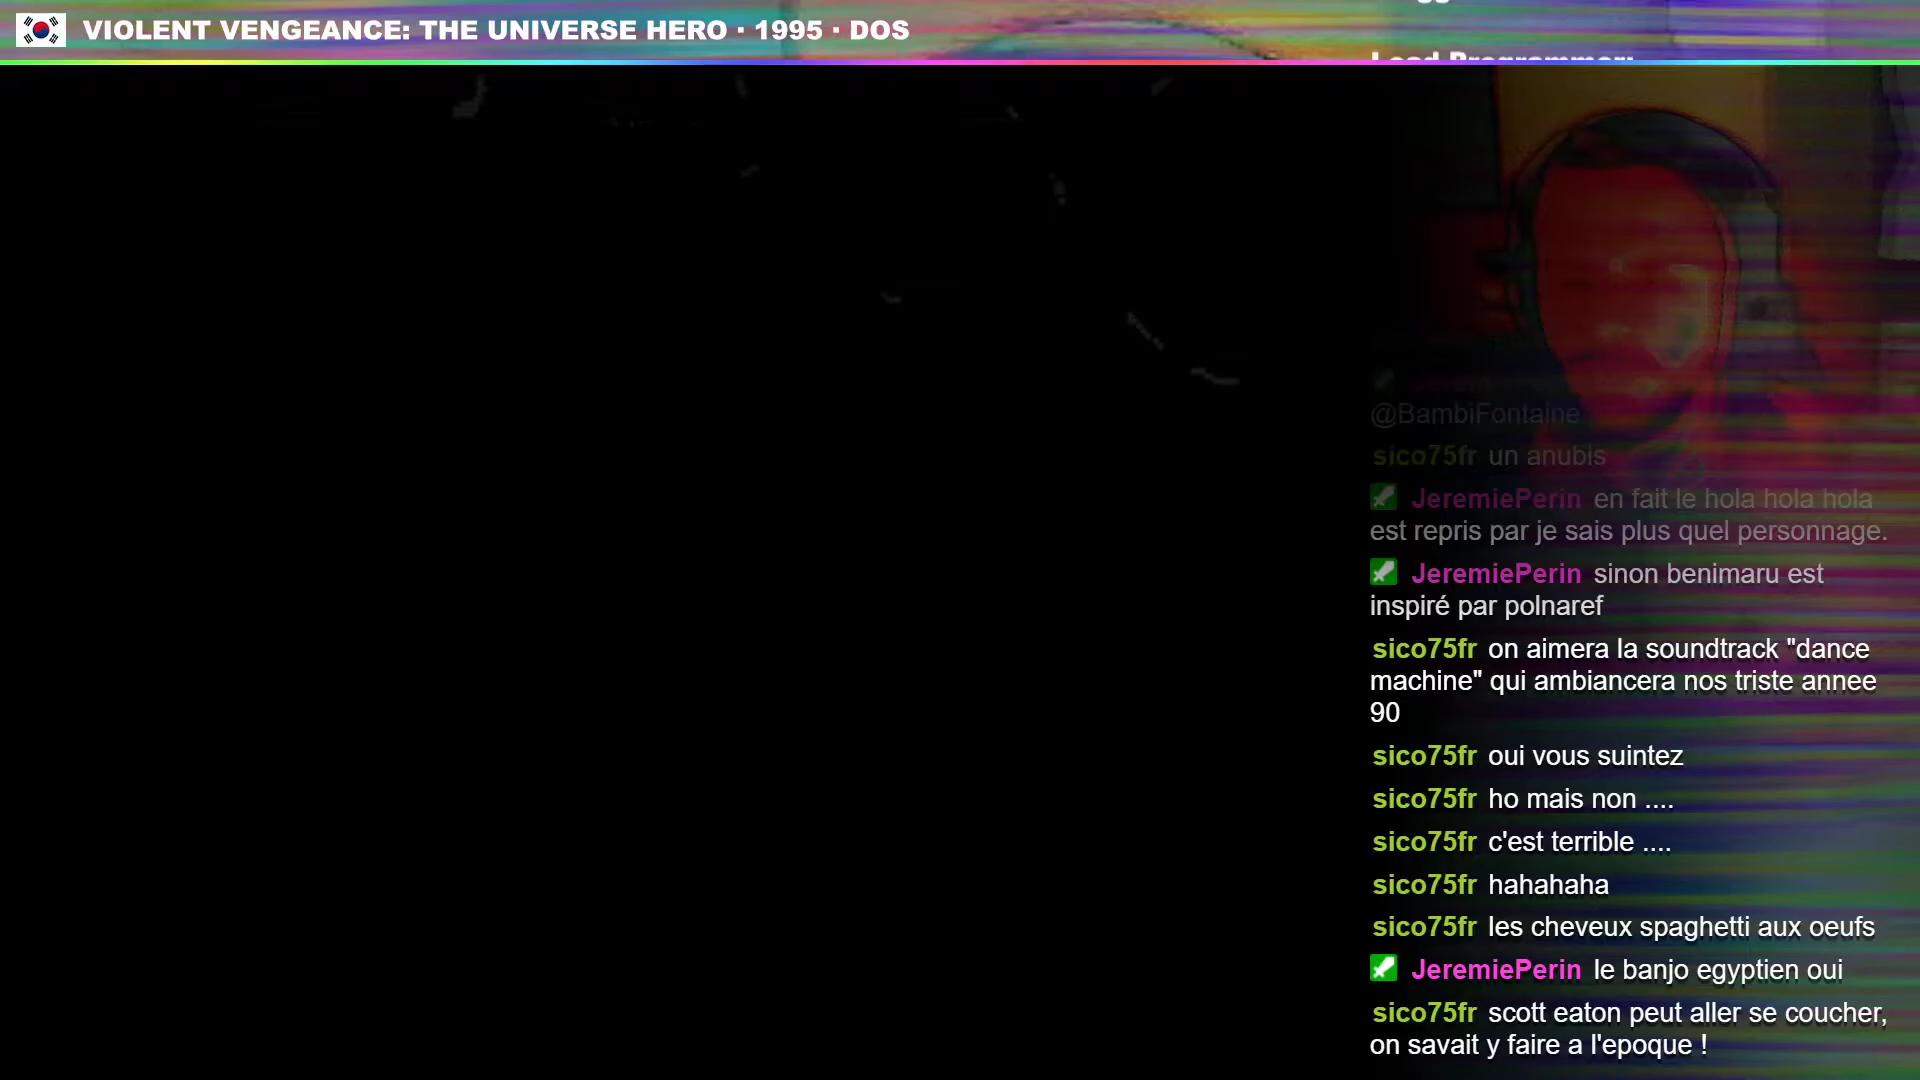 VIOLENT VENGEANCE: THE UNIVERSE HERO · 1995 · DOS
Lead Programmer:
@BambiFontaine
sico75fr un anubis
JeremiePerin en fait le hola hola hola
est repris par je sais plus quel personnage.
JeremiePerin sinon benimaru est
inspiré par polnaref
sico75fr on aimera la soundtrack "dance
machine" qui ambiancera nos triste annee
90
sico75fr oui vous suintez
sico75fr ho mais non ....
sico75fr c'est terrible ....
sico75fr hahahaha
sico75fr les cheveux spaghetti aux oeufs
JeremiePerin le banjo egyptien oui
sico75fr scott eaton peut aller se coucher,
on savait y faire a l'epoque !